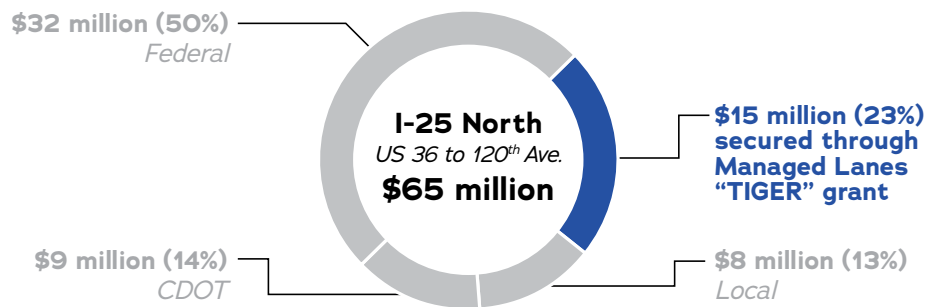 $32 million (50%)
Federal
I-25 North
US 36 to 120th Ave.
$65 million
$15 million (23%)
secured through
Managed Lanes
“TIGER” grant
$9 million (14%)
CDOT
$8 million (13%)
Local